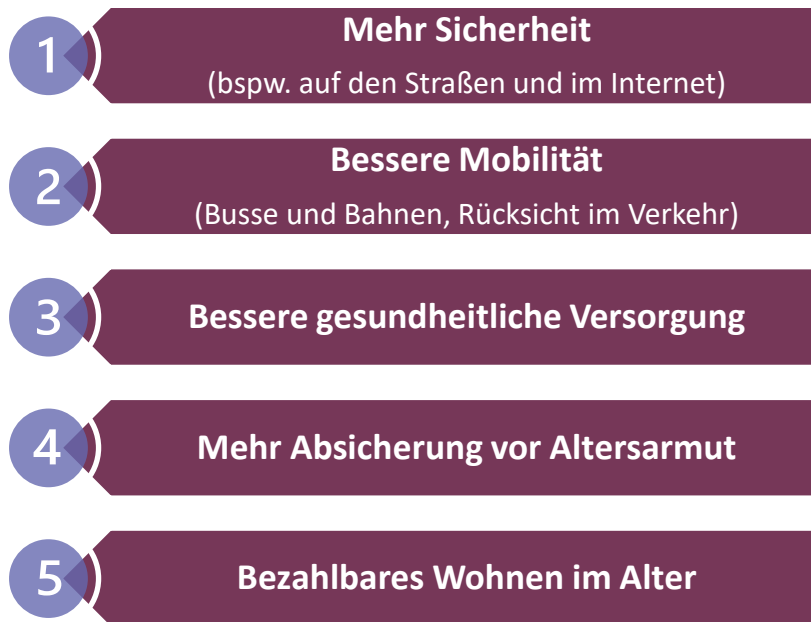 1
Mehr Sicherheit
(bspw. auf den Straßen und im Internet)
2
Bessere Mobilität
(Busse und Bahnen, Rücksicht im Verkehr)
3
Bessere gesundheitliche Versorgung
4
Mehr Absicherung vor Altersarmut
5
Bezahlbares Wohnen im Alter